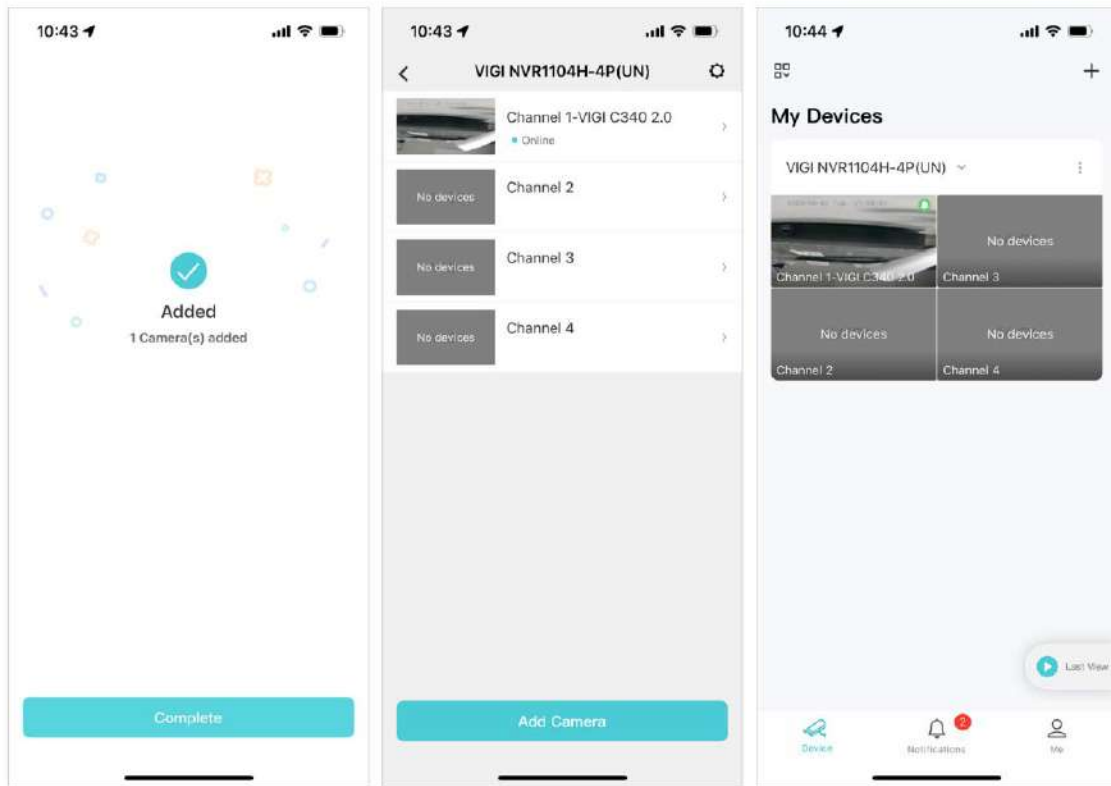 10:43
Added
1 Camera(s) added
Complete
10:43
VIGI NVR1104H-4P(UN)
Channel 1-VIGI C340 2.0
Online
No devices
Channel 2
No devices
Channel 3
No devices
Channel 4
Add Camera
10:44
My Devices
VIGI NVR1104H-4P(UN)
Channel 1-VIGI C340 2.0
No devices
Channel 3
No devices
Channel 2
No devices
Channel 4
Last View
Device
2
Notifications
Me